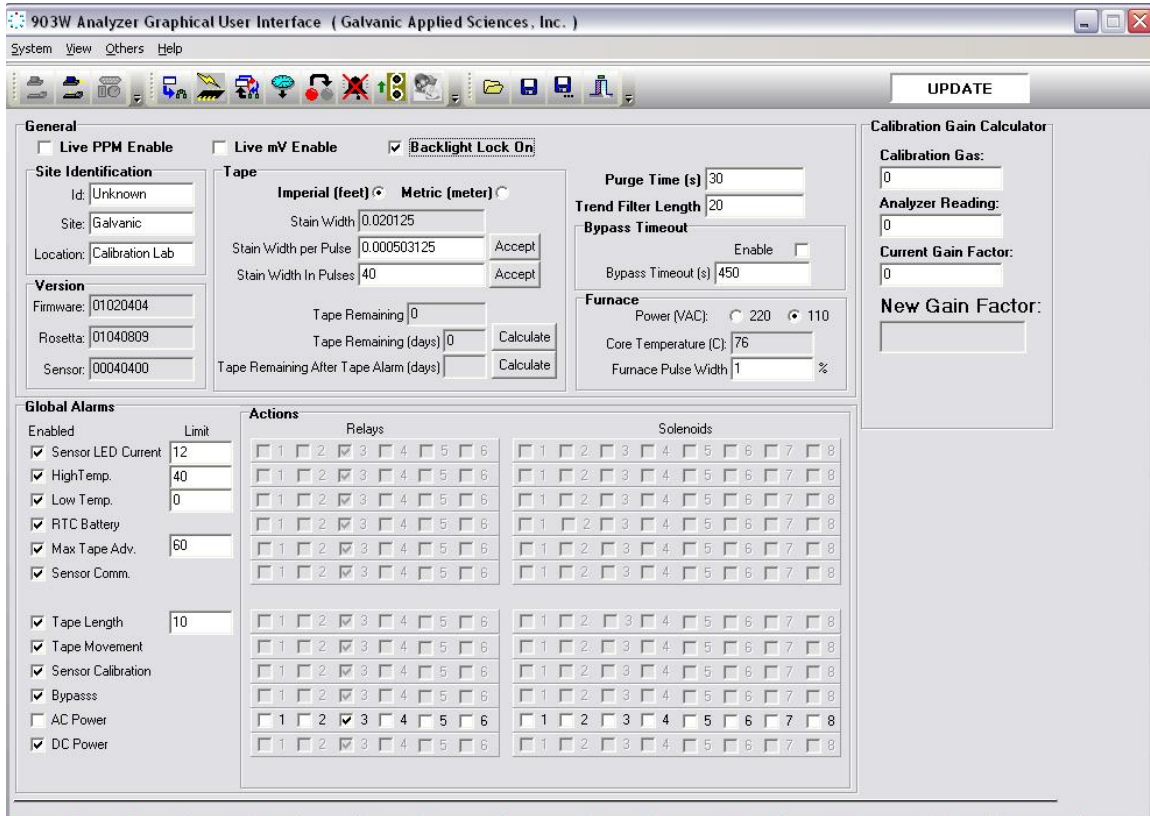 903W Analyzer Graphical User Interface ( Galvanic Applied Sciences, Inc. )
System View Others Help
UPDATE
General
Live PPM Enable
Live mV Enable
Backlight Lock On
Site Identification
Id: Unknown
Site: Galvanic
Location: Calibration Lab
Version
Firmware: 01020404
Rosetta: 01040809
Sensor: 00040400
Tape
Imperial (feet) Metric (meter)
Stain Width 0.020125
Stain Width per Pulse 0.000503125 Accept
Stain Width In Pulses 40 Accept
Tape Remaining 0
Tape Remaining (days) 0 Calculate
Tape Remaining After Tape Alarm (days) Calculate
Purge Time (s) 30
Trend Filter Length 20
Bypass Timeout
Enable
Bypass Timeout (s) 450
Furnace
Power (VAC): 220 110
Core Temperature (C): 76
Furnace Pulse Width 1 %
Calibration Gain Calculator
Calibration Gas:
0
Analyzer Reading:
0
Current Gain Factor:
0
New Gain Factor:
Global Alarms
Actions
Enabled Limit Relays Solenoids
Sensor LED Current 12 1 2 3 4 5 6 1 2 3 4 5 6 7 8
HighTemp. 40 1 2 3 4 5 6 1 2 3 4 5 6 7 8
Low Temp. 0 1 2 3 4 5 6 1 2 3 4 5 6 7 8
RTC Battery 1 2 3 4 5 6 1 2 3 4 5 6 7 8
Max Tape Adv. 60 1 2 3 4 5 6 1 2 3 4 5 6 7 8
Sensor Comm. 1 2 3 4 5 6 1 2 3 4 5 6 7 8
Tape Length 10 1 2 3 4 5 6 1 2 3 4 5 6 7 8
Tape Movement 1 2 3 4 5 6 1 2 3 4 5 6 7 8
Sensor Calibration 1 2 3 4 5 6 1 2 3 4 5 6 7 8
Bypasss 1 2 3 4 5 6 1 2 3 4 5 6 7 8
AC Power 1 2 3 4 5 6 1 2 3 4 5 6 7 8
DC Power 1 2 3 4 5 6 1 2 3 4 5 6 7 8